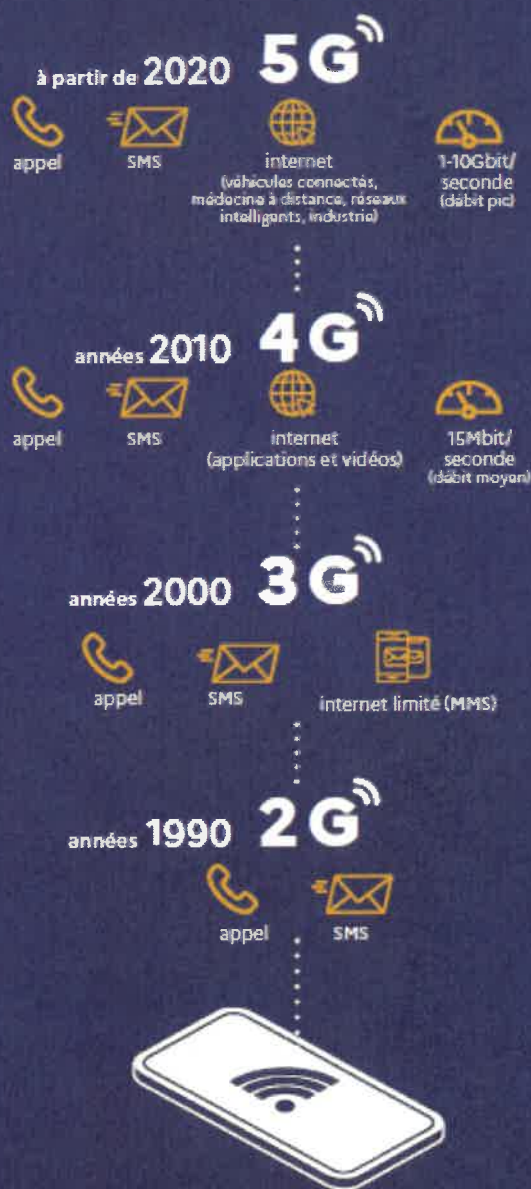 à partir de 2020 5G
appel
SMS
internet
(véhicules connectés,
médecine à distance, réseaux
intelligents, industrie)
1-10Gbit/
seconde
(débit pic)
années 2010 4G
appel
SMS
internet
(applications et vidéos)
15Mbit/
seconde
(débit moyen)
années 2000 3G
appel
SMS
internet limité (MMS)
années 1990 2G
appel
SMS